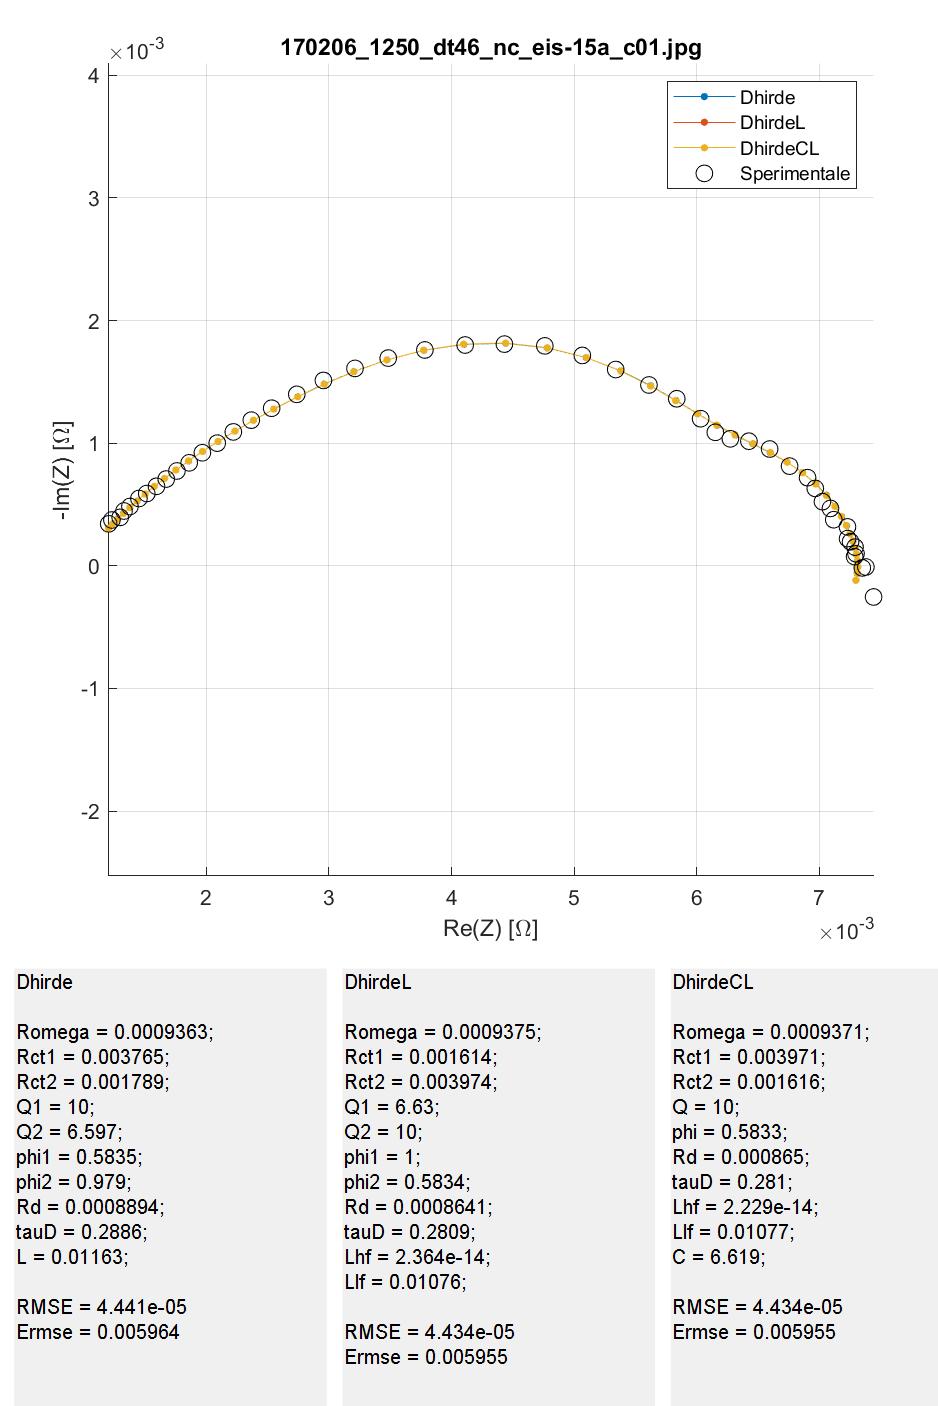 170206_1250_dt46_nc_eis-15a_c01.jpg
×10-3
4
3
2
1
0
-1
-2
-Im(Z) [Ω]
Dhirde
DhirdeL
DhirdeCL
Sperimentale
2 3 4 5 6 7
Re(Z) [Ω]
×10-3
Dhirde
Romega = 0.0009363;
Rct1 = 0.003765;
Rct2 = 0.001789;
Q1 = 10;
Q2 = 6.597;
phi1 = 0.5835;
phi2 = 0.979;
Rd = 0.0008894;
tauD = 0.2886;
L = 0.01163;
RMSE = 4.441e-05
Ermse = 0.005964
DhirdeL
Romega = 0.0009375;
Rct1 = 0.001614;
Rct2 = 0.003974;
Q1 = 6.63;
Q2 = 10;
phi1 = 1;
phi2 = 0.5834;
Rd = 0.0008641;
tauD = 0.2809;
Lhf = 2.364e-14;
Llf = 0.01076;
RMSE = 4.434e-05
Ermse = 0.005955
DhirdeCL
Romega = 0.0009371;
Rct1 = 0.003971;
Rct2 = 0.001616;
Q = 10;
phi = 0.5833;
Rd = 0.000865;
tauD = 0.281;
Lhf = 2.229e-14;
Llf = 0.01077;
C = 6.619;
RMSE = 4.434e-05
Ermse = 0.005955